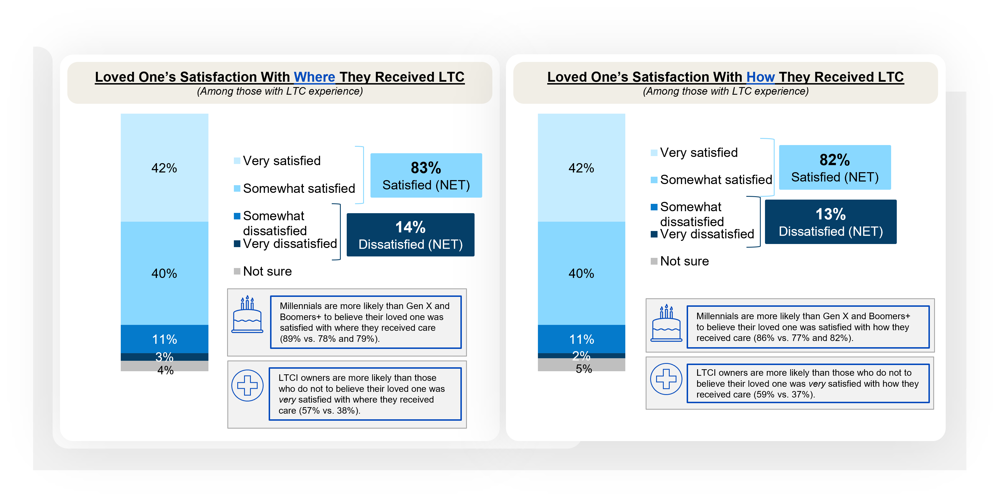 Loved One’s Satisfaction With Where They Received LTC
(Among those with LTC experience)
42%
40%
11%
3%
4%
Very satisfied
Somewhat satisfied
Somewhat
dissatisfied
Very dissatisfied
Not sure
83%
Satisfied (NET)
14%
Dissatisfied (NET)
Millennials are more likely than Gen X and
Boomers+ to believe their loved one was
satisfied with where they received care
(89% vs. 78% and 79%).
LTCI owners are more likely than those
who do not to believe their loved one was
very satisfied with where they received
care (57% vs. 38%).
Loved One’s Satisfaction With How They Received LTC
(Among those with LTC experience)
42%
40%
11%
2%
5%
Very satisfied
Somewhat satisfied
Somewhat
dissatisfied
Very dissatisfied
Not sure
82%
Satisfied (NET)
13%
Dissatisfied (NET)
Millennials are more likely than Gen X and Boomers+
to believe their loved one was satisfied with how they
received care (86% vs. 77% and 82%).
LTCI owners are more likely than those who do not to
believe their loved one was very satisfied with how they
received care (59% vs. 37%).